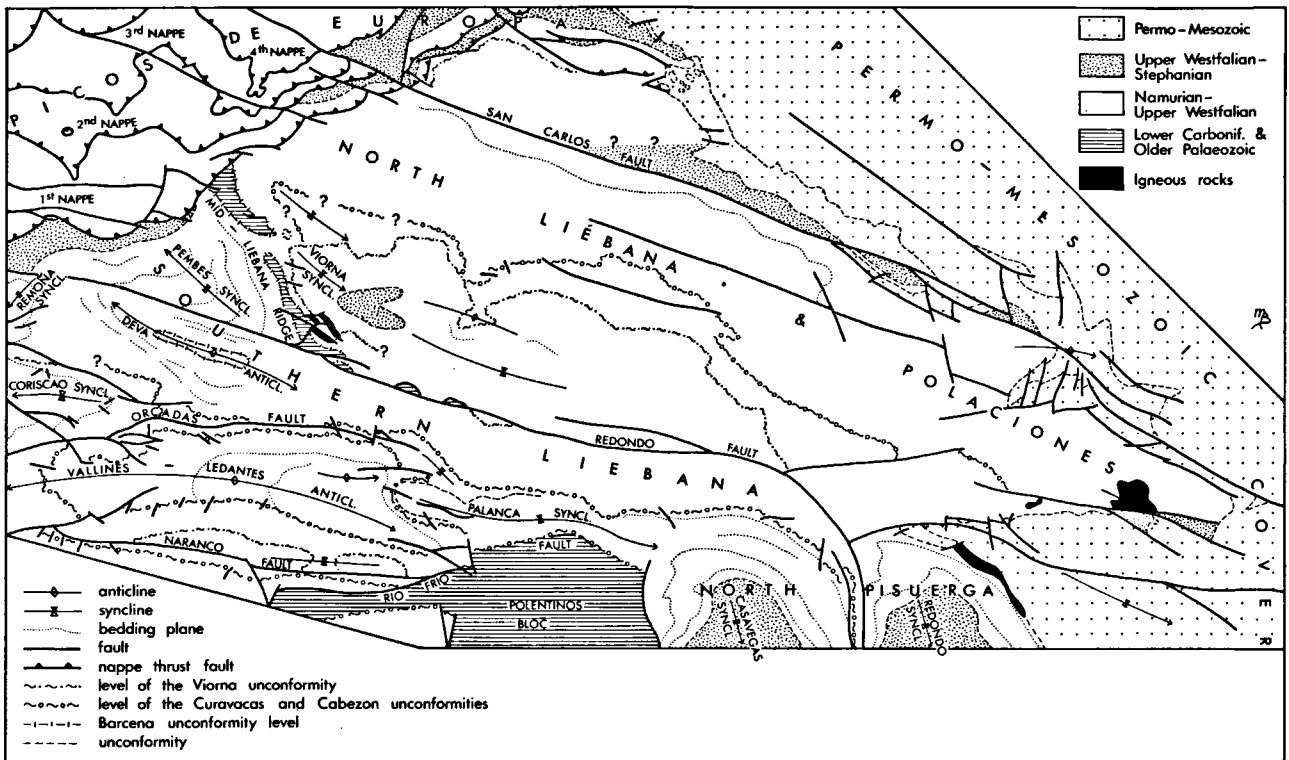 PICOS DE EUROPA
3rd NAPPE
4th NAPPE
2nd NAPPE
1st NAPPE
PERMO-MESOZOIC COVER
Permo-Mesozoic
Upper Westfalian-
Stephanian
Namurian-
Upper Westfalian
Lower Carbonif. &
Older Palaeozoic
Igneous rocks
SAN CARLOS FAULT
? ?
NORTH LIÉBANA & POLACIONES
MID-LIEBANA RIDGE
? ? ?
VIORNA SYNCL.
?
PEMBES SYNCL.
REMOÑA SYNCL.
SOUTHERN LIEBANA
DEVA ANTICL.
?
CORISCAO SYNCL.
ORCADAS FAULT
REDONDO FAULT
VALLINES - LEDANTES ANTICL.
PALANCA SYNCL.
NARANCO FAULT
RIO FRIO FAULT
POLENTINOS
BLOC
NORTH PISUERGA
CASAVEGAS SYNCL.
REDONDO SYNCL.
anticline
syncline
bedding plane
fault
nappe thrust fault
level of the Viorna unconformity
level of the Curavacas and Cabezon unconformities
Barcena unconformity level
unconformity